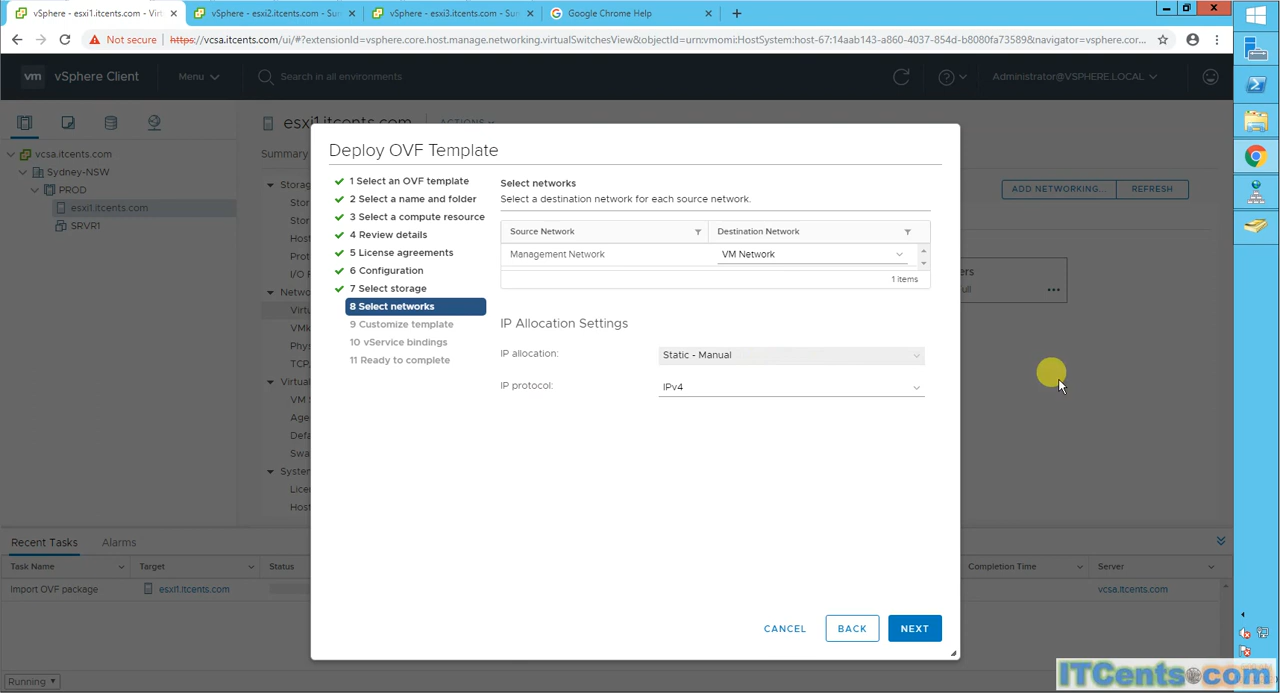 vSphere - esxi1.itcents.com - Virt
vSphere - esxi2.itcents.com - Sur
vSphere - esxi3.itcents.com - Sur
Google Chrome Help
Not secure
https://vcsa.itcents.com/ui/#?extensionId=vsphere.core.host.manage.networking.virtualSwitchesView&objectId=urn:vmomi:HostSystem:host-67:14aab143-a860-4037-854d-b8080fa73589&navigator=vsphere.cor...
vm vSphere Client
Menu
Search in all environments
Administrator@VSPHERE.LOCAL
vcsa.itcents.com
Sydney-NSW
PROD
esxi1.itcents.com
SRVR1
esxi1.itcents.com
ACTIONS
Summary
ADD NETWORKING...
REFRESH
Deploy OVF Template
1 Select an OVF template
2 Select a name and folder
3 Select a compute resource
4 Review details
5 License agreements
6 Configuration
7 Select storage
8 Select networks
9 Customize template
10 vService bindings
11 Ready to complete
Select networks
Select a destination network for each source network.
Source Network
Destination Network
Management Network
VM Network
1 items
IP Allocation Settings
IP allocation:
Static - Manual
IP protocol:
IPv4
CANCEL
BACK
NEXT
Recent Tasks
Alarms
Task Name
Target
Status
Completion Time
Server
Import OVF package
esxi1.itcents.com
vcsa.itcents.com
Running
ITCents.com